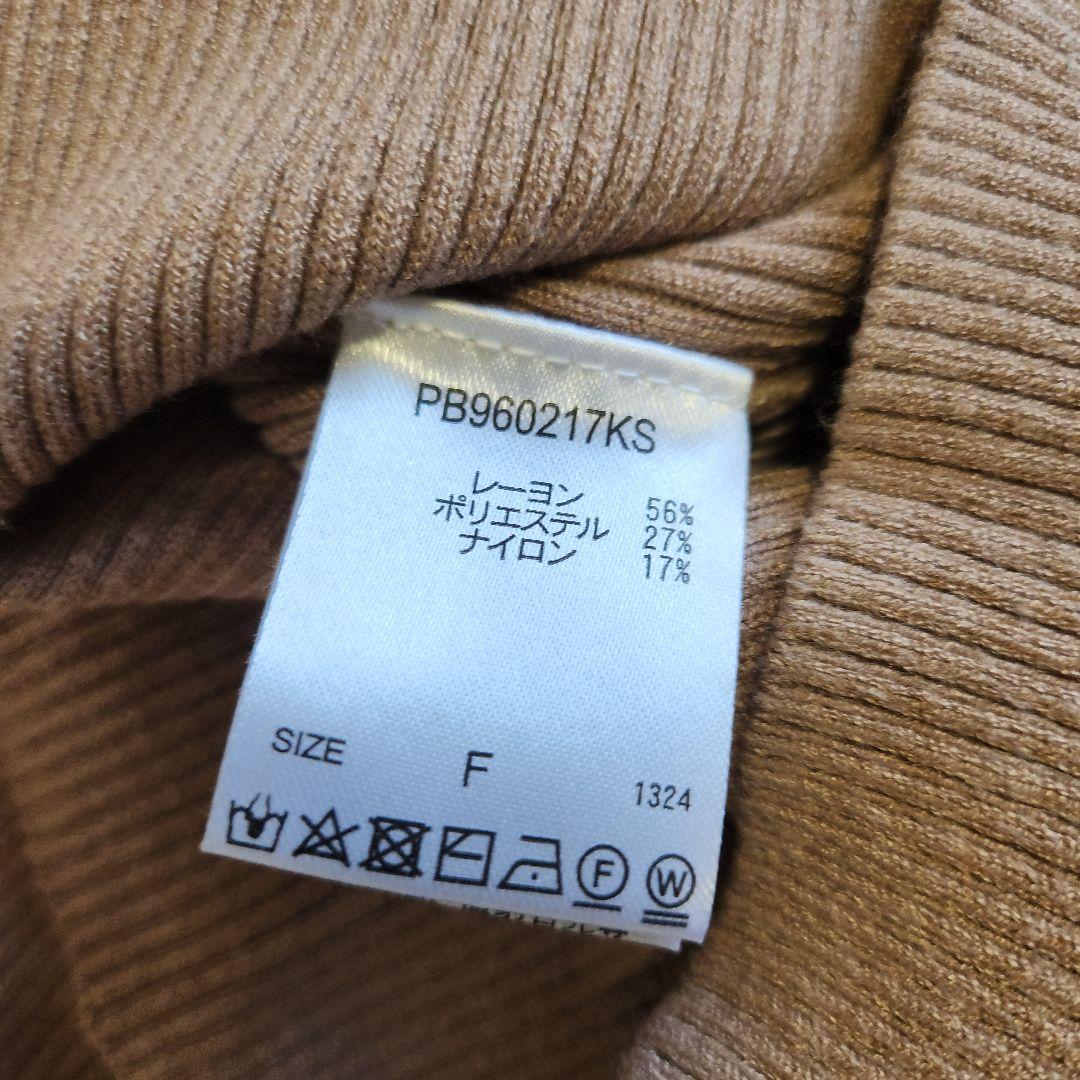 PB960217KS
レーヨン 56%
ポリエステル 27%
ナイロン 17%
SIZE F 1324
F W